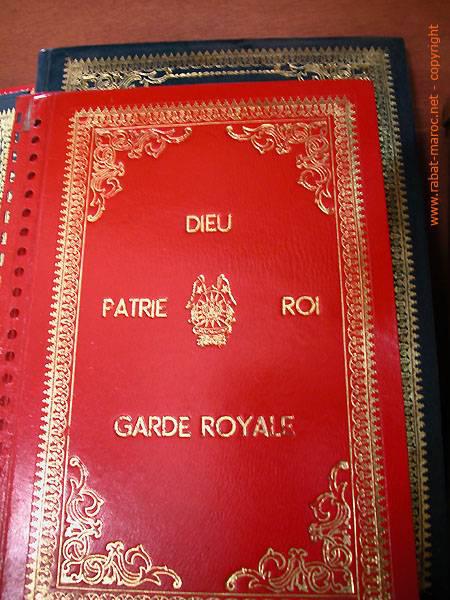 DIEU
PATRIE ROI
GARDE ROYALE
www.rabat-maroc.net - copyright